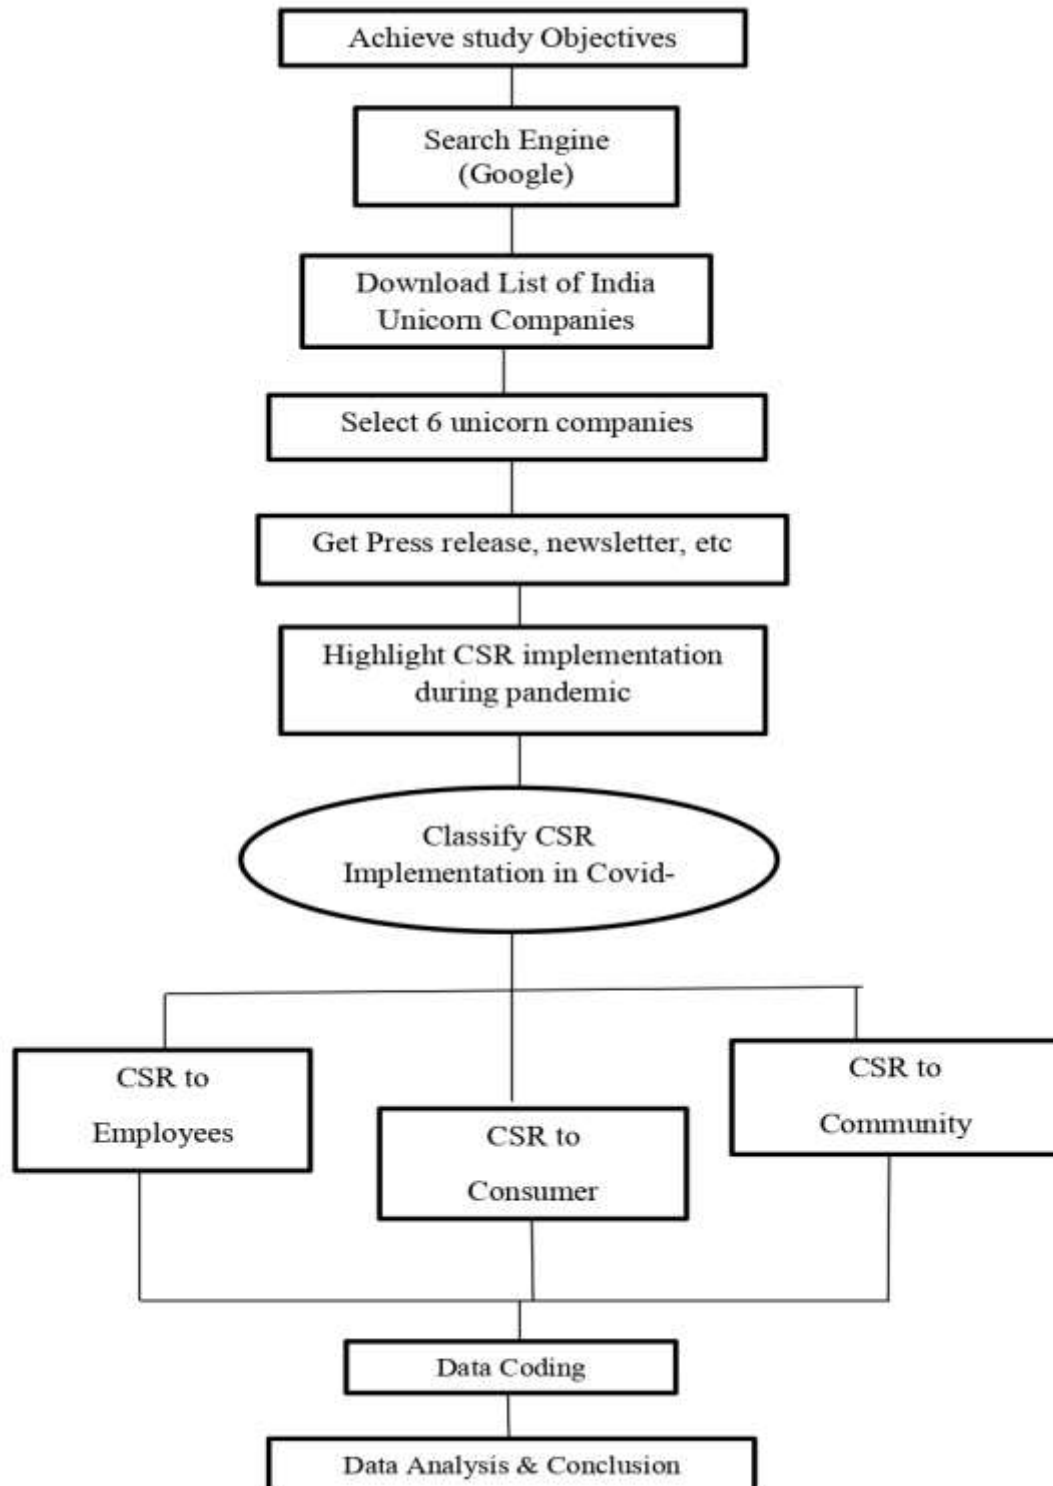 Achieve study Objectives
Search Engine
(Google)
Download List of India
Unicorn Companies
Select 6 unicorn companies
Get Press release, newsletter, etc
Highlight CSR implementation
during pandemic
Classify CSR
Implementation in Covid-
CSR to
Employees
CSR to
Consumer
CSR to
Community
Data Coding
Data Analysis & Conclusion